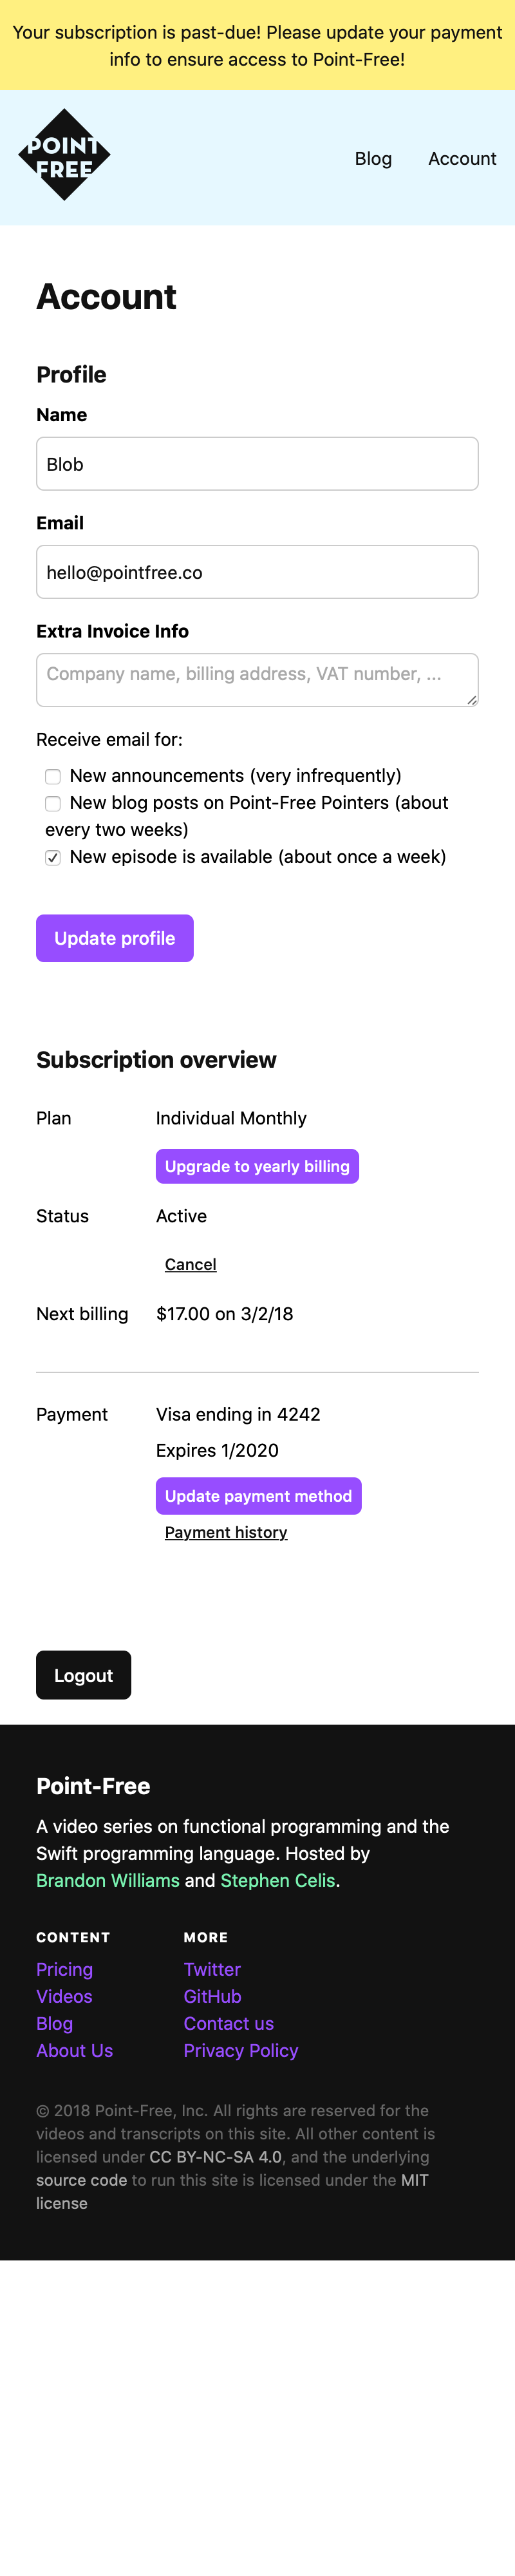 Your subscription is past-due! Please update your payment
info to ensure access to Point-Free!
POINT
FREE
Blog
Account
Account
Profile
Name
Blob
Email
hello@pointfree.co
Extra Invoice Info
Company name, billing address, VAT number, ...
Receive email for:
New announcements (very infrequently)
New blog posts on Point-Free Pointers (about
every two weeks)
New episode is available (about once a week)
Update profile
Subscription overview
Plan
Individual Monthly
Upgrade to yearly billing
Status
Active
Cancel
Next billing
$17.00 on 3/2/18
Payment
Visa ending in 4242
Expires 1/2020
Update payment method
Payment history
Logout
Point-Free
A video series on functional programming and the
Swift programming language. Hosted by
Brandon Williams and Stephen Celis.
CONTENT
Pricing
Videos
Blog
About Us
MORE
Twitter
GitHub
Contact us
Privacy Policy
© 2018 Point-Free, Inc. All rights are reserved for the
videos and transcripts on this site. All other content is
licensed under CC BY-NC-SA 4.0, and the underlying
source code to run this site is licensed under the MIT
license